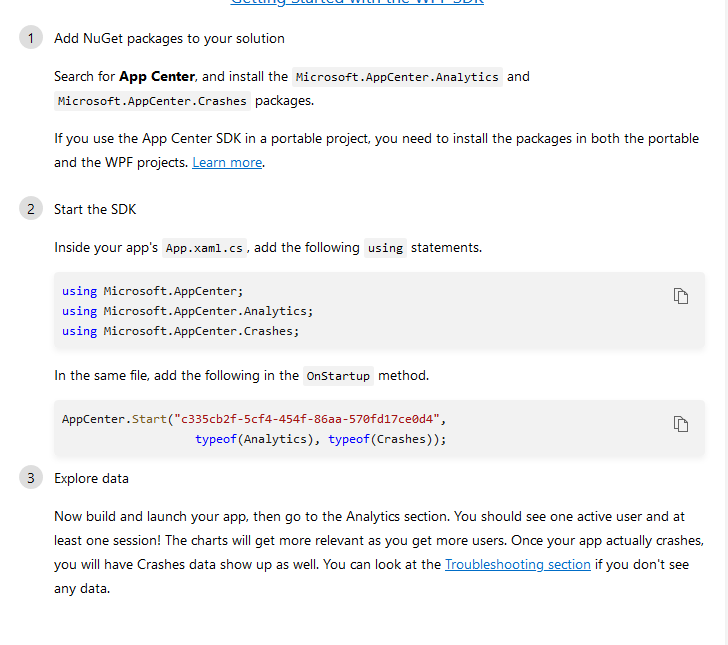 Getting Started with the WPF SDK
1 Add NuGet packages to your solution
Search for App Center, and install the Microsoft.AppCenter.Analytics and
Microsoft.AppCenter.Crashes packages.
If you use the App Center SDK in a portable project, you need to install the packages in both the portable
and the WPF projects. Learn more.
2 Start the SDK
Inside your app's App.xaml.cs, add the following using statements.
using Microsoft.AppCenter;
using Microsoft.AppCenter.Analytics;
using Microsoft.AppCenter.Crashes;
In the same file, add the following in the OnStartup method.
AppCenter.Start("c335cb2f-5cf4-454f-86aa-570fd17ce0d4",
typeof(Analytics), typeof(Crashes));
3 Explore data
Now build and launch your app, then go to the Analytics section. You should see one active user and at
least one session! The charts will get more relevant as you get more users. Once your app actually crashes,
you will have Crashes data show up as well. You can look at the Troubleshooting section if you don't see
any data.